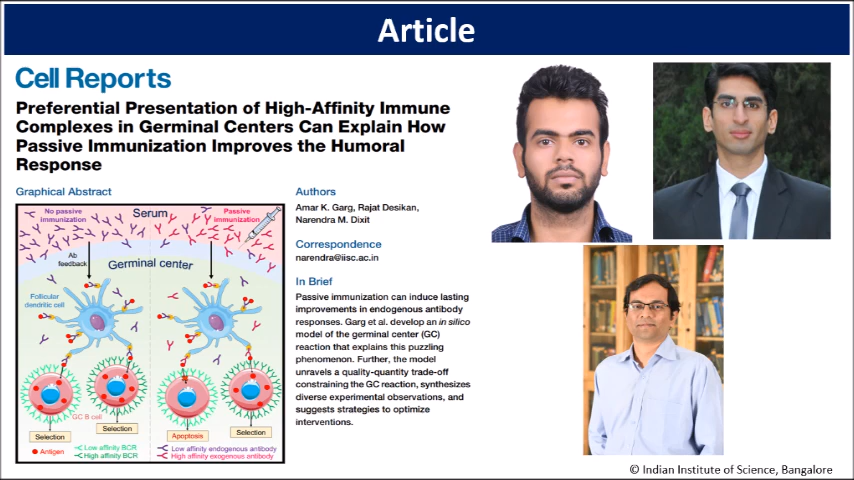 Article
Cell Reports
Preferential Presentation of High-Affinity Immune
Complexes in Germinal Centers Can Explain How
Passive Immunization Improves the Humoral
Response
Graphical Abstract
No passive
immunization
Serum
Passive
immunization
Ab
feedback
Germinal center
Follicular
dendritic cell
GC B cell
Selection
Selection
Apoptosis
Selection
Antigen
Low affinity BCR
High affinity BCR
Low affinity endogenous antibody
High affinity exogenous antibody
Authors
Amar K. Garg, Rajat Desikan,
Narendra M. Dixit
Correspondence
narendra@iisc.ac.in
In Brief
Passive immunization can induce lasting
improvements in endogenous antibody
responses. Garg et al. develop an in silico
model of the germinal center (GC)
reaction that explains this puzzling
phenomenon. Further, the model
unravels a quality-quantity trade-off
constraining the GC reaction, synthesizes
diverse experimental observations, and
suggests strategies to optimize
interventions.
© Indian Institute of Science, Bangalore